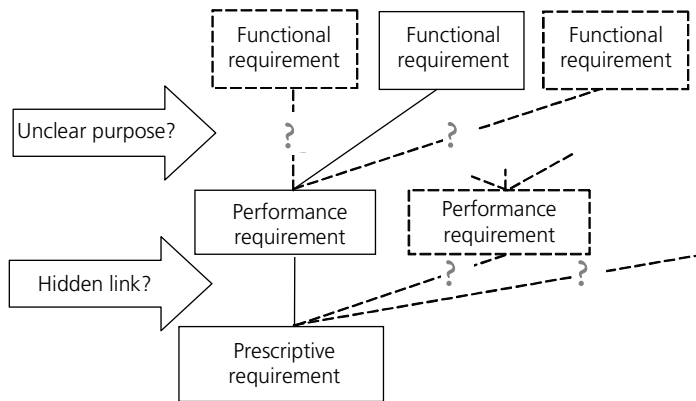 Functional
requirement
Functional
requirement
Functional
requirement
Unclear purpose?
?
?
Performance
requirement
Performance
requirement
Hidden link?
?
?
Prescriptive
requirement